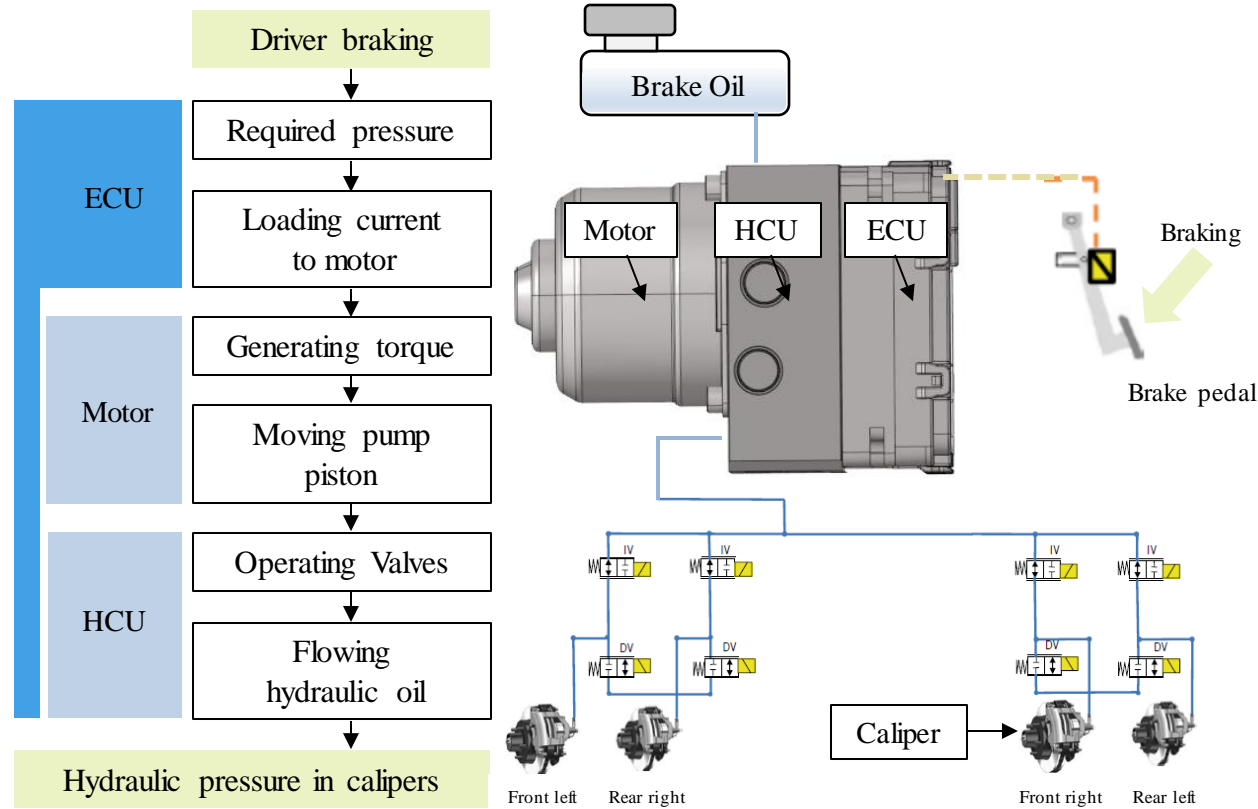 Driver braking
ECU
Required pressure
Loading current
to motor
Motor
Generating torque
Moving pump
piston
HCU
Operating Valves
Flowing
hydraulic oil
Hydraulic pressure in calipers
Brake Oil
Motor
HCU
ECU
Braking
Brake pedal
IV
IV
IV
IV
DV
DV
DV
DV
Caliper
Front left
Rear right
Front right
Rear left